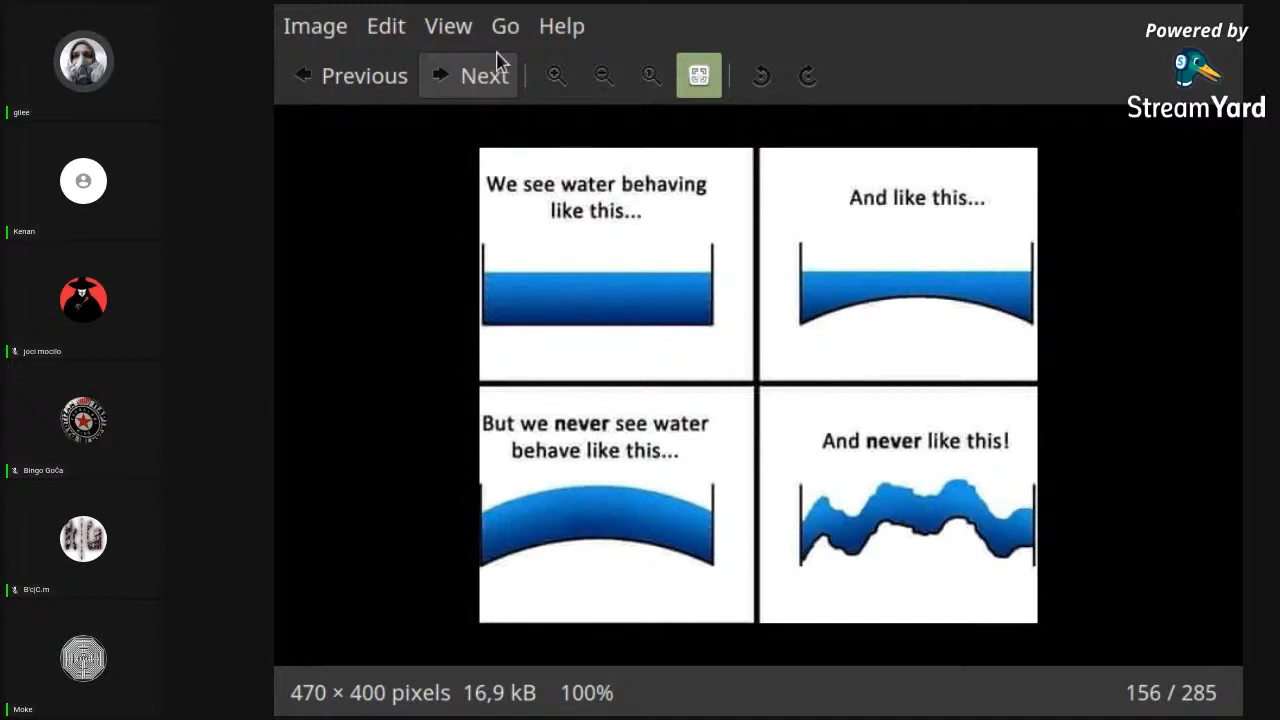 Image Edit View Go Help
Powered by
StreamYard
Previous Next
gilee
Kenan
joci mocilo
Bingo Goča
B'c|C.m
Moke
We see water behaving
like this...
And like this...
But we never see water
behave like this...
And never like this!
470 × 400 pixels 16,9 kB 100%
156 / 285